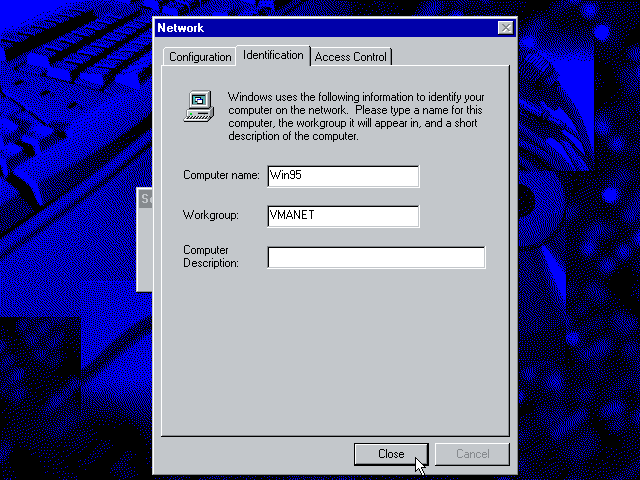 Network
Configuration
Identification
Access Control
Windows uses the following information to identify your
computer on the network. Please type a name for this
computer, the workgroup it will appear in, and a short
description of the computer.
Computer name: Win95
Workgroup: VMANET
Computer
Description:
Close
Cancel